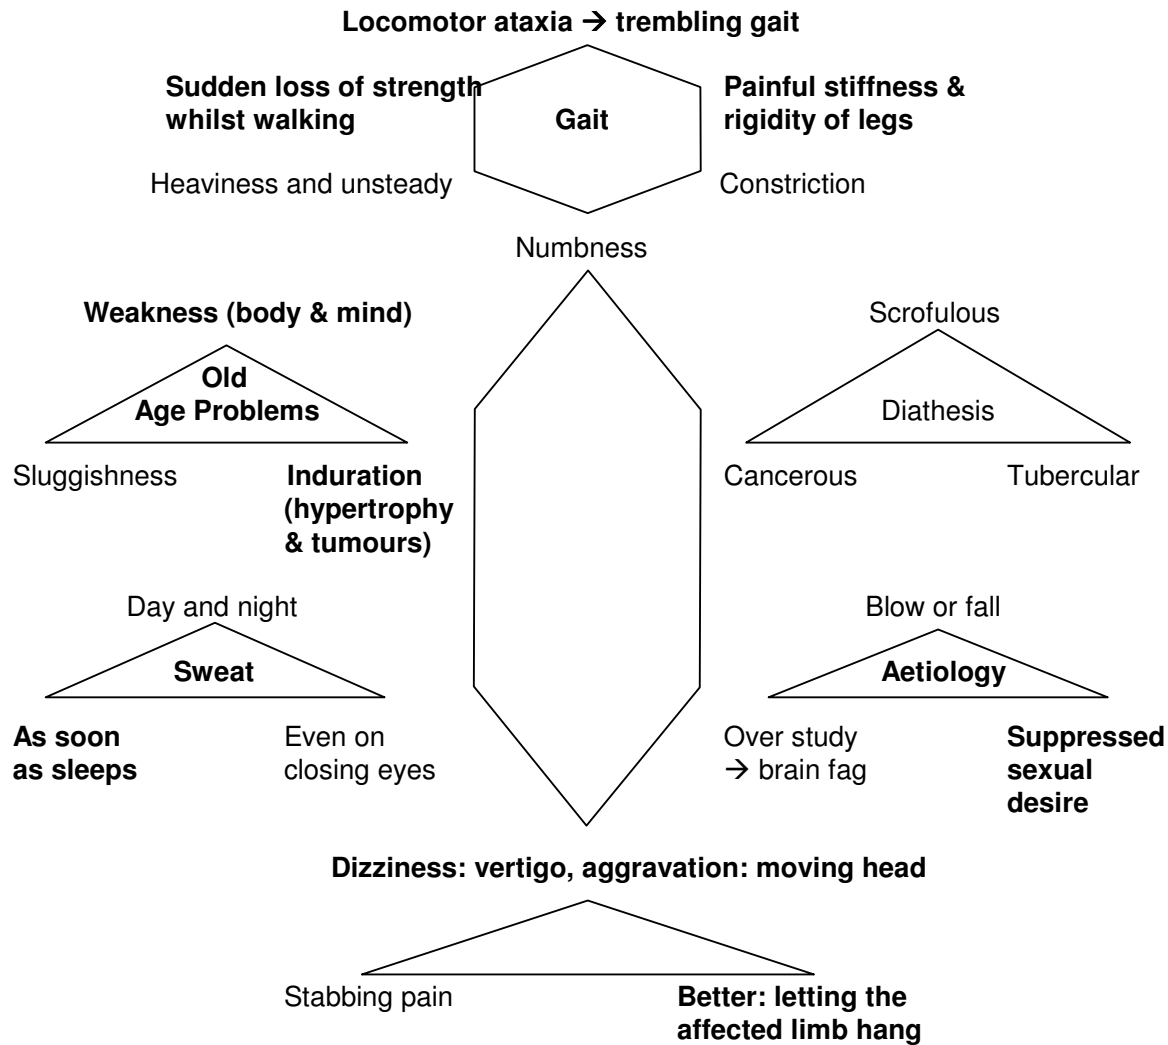 Locomotor ataxia → trembling gait
Sudden loss of strength
whilst walking
Gait
Painful stiffness &
rigidity of legs
Heaviness and unsteady
Constriction
Numbness
Weakness (body & mind)
Old
Age Problems
Sluggishness
Induration
(hypertrophy
& tumours)
Scrofulous
Diathesis
Cancerous
Tubercular
Day and night
Sweat
As soon
as sleeps
Even on
closing eyes
Blow or fall
Aetiology
Over study
→ brain fag
Suppressed
sexual
desire
Dizziness: vertigo, aggravation: moving head
Stabbing pain
Better: letting the
affected limb hang